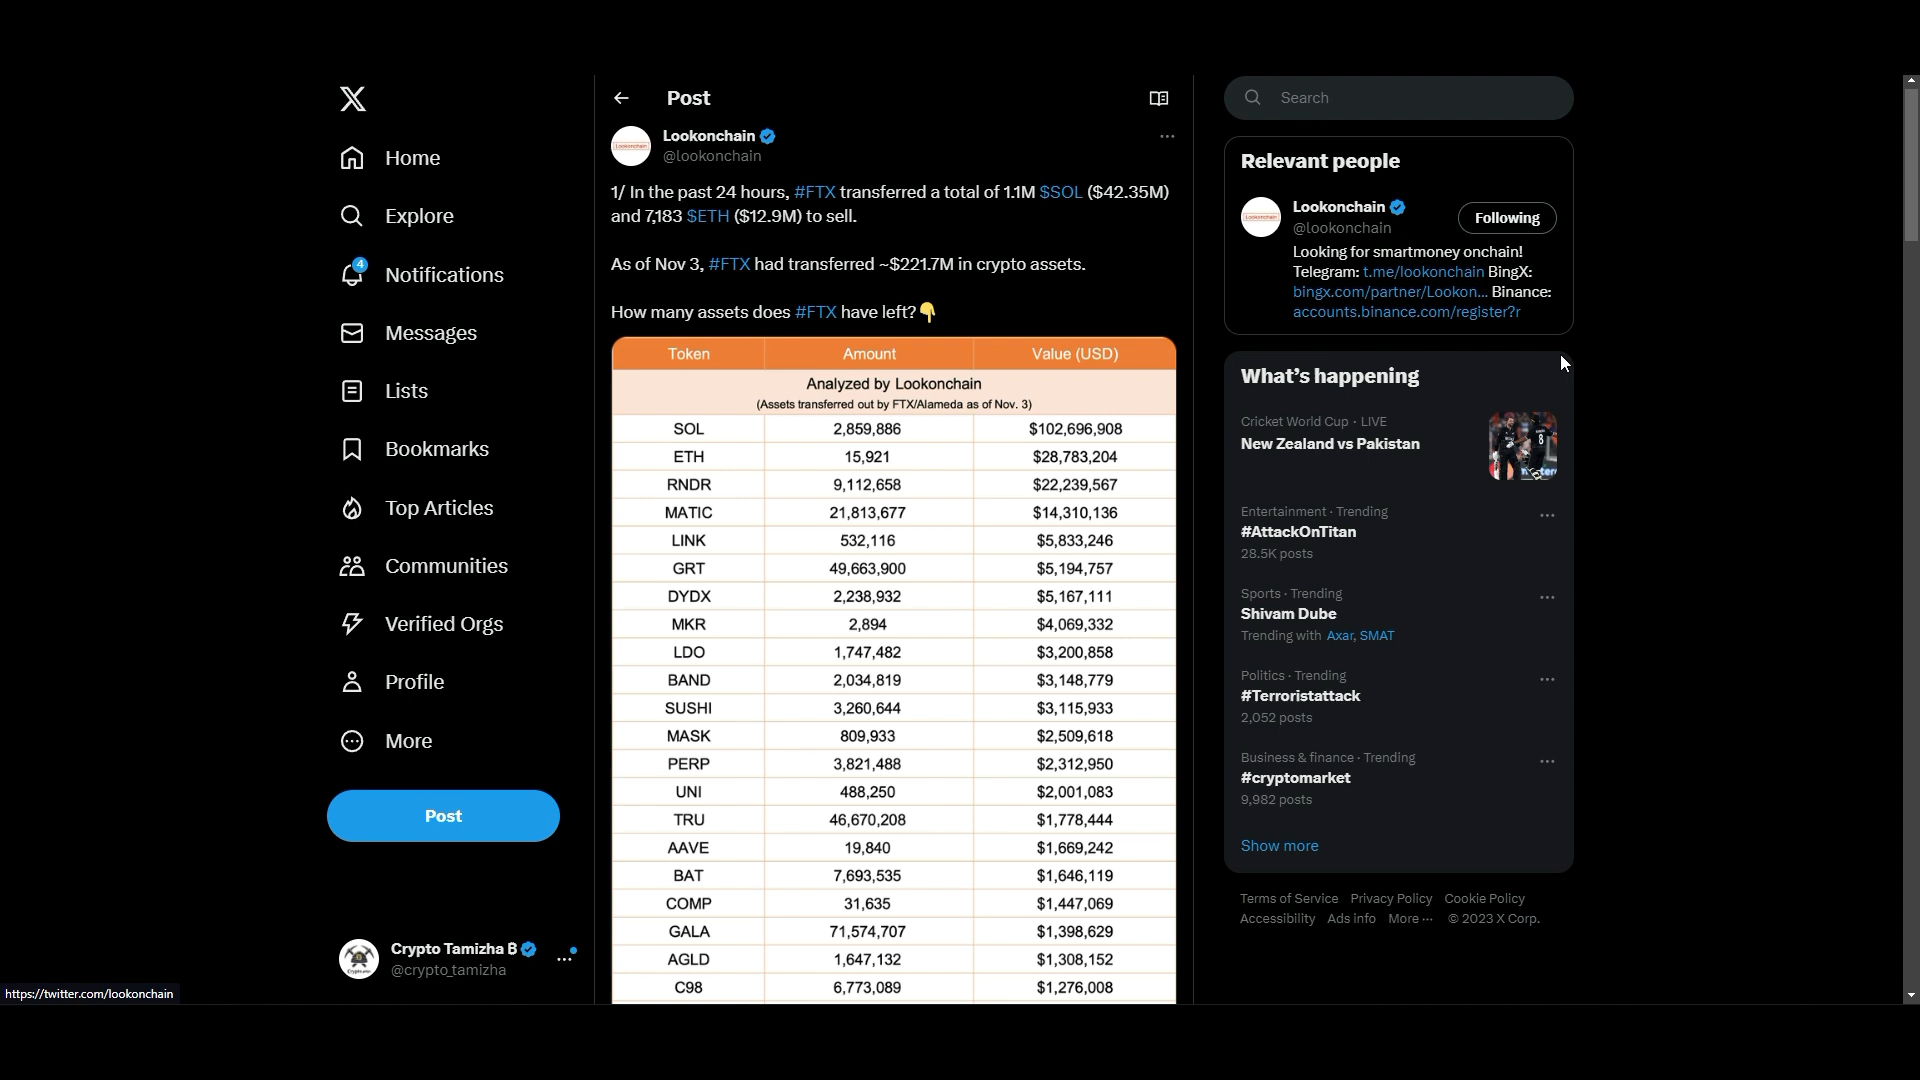 Home
Explore
4
Notifications
Messages
Lists
Bookmarks
Top Articles
Communities
Verified Orgs
Profile
More
Post
Crypto Tamizha B
@crypto_tamizha
https://twitter.com/lookonchain
Post
Lookonchain
@lookonchain
1/ In the past 24 hours, #FTX transferred a total of 1.1M $SOL ($42.35M)
and 7,183 $ETH ($12.9M) to sell.
As of Nov 3, #FTX had transferred ~$221.7M in crypto assets.
How many assets does #FTX have left?👇
Token Amount Value (USD)
Analyzed by Lookonchain
(Assets transferred out by FTX/Alameda as of Nov. 3)
SOL 2,859,886 $102,696,908
ETH 15,921 $28,783,204
RNDR 9,112,658 $22,239,567
MATIC 21,813,677 $14,310,136
LINK 532,116 $5,833,246
GRT 49,663,900 $5,194,757
DYDX 2,238,932 $5,167,111
MKR 2,894 $4,069,332
LDO 1,747,482 $3,200,858
BAND 2,034,819 $3,148,779
SUSHI 3,260,644 $3,115,933
MASK 809,933 $2,509,618
PERP 3,821,488 $2,312,950
UNI 488,250 $2,001,083
TRU 46,670,208 $1,778,444
AAVE 19,840 $1,669,242
BAT 7,693,535 $1,646,119
COMP 31,635 $1,447,069
GALA 71,574,707 $1,398,629
AGLD 1,647,132 $1,308,152
C98 6,773,089 $1,276,008
Search
Relevant people
Lookonchain
@lookonchain
Following
Looking for smartmoney onchain!
Telegram: t.me/lookonchain BingX:
bingx.com/partner/Lookon… Binance:
accounts.binance.com/register?r
What's happening
Cricket World Cup · LIVE
New Zealand vs Pakistan
Entertainment · Trending
#AttackOnTitan
28.5K posts
Sports · Trending
Shivam Dube
Trending with Axar, SMAT
Politics · Trending
#Terroristattack
2,052 posts
Business & finance · Trending
#cryptomarket
9,982 posts
Show more
Terms of Service Privacy Policy Cookie Policy
Accessibility Ads info More ··· © 2023 X Corp.